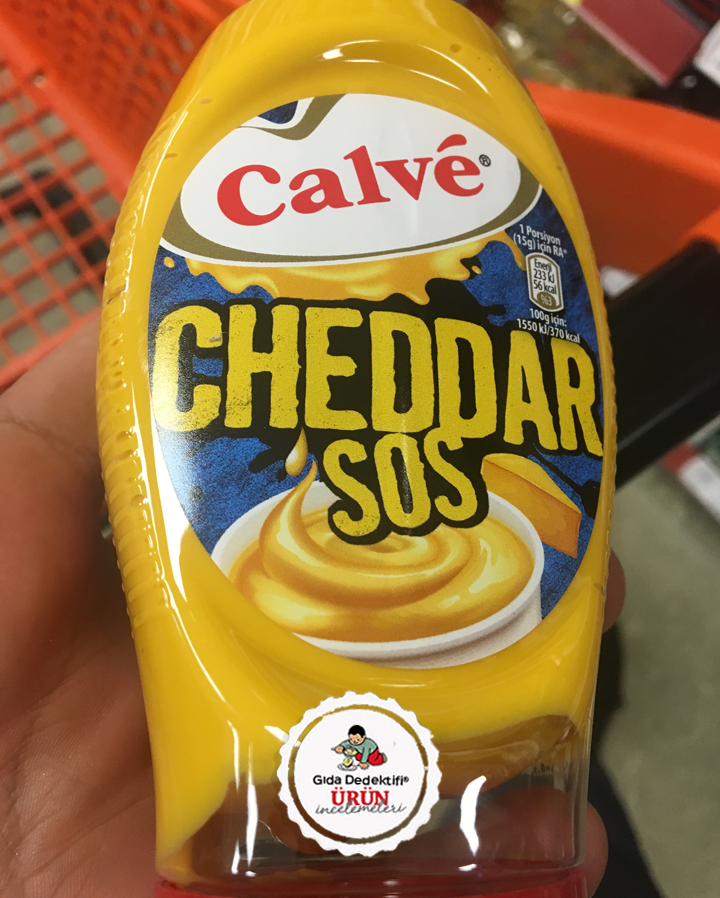 Calvé®
1 Porsiyon
(15g) için RA*
Enerji
233 kJ
56 kcal
%3
100g için:
1550 kJ/370 kcal
CHEDDAR
SOS
Gıda Dedektifi®
ÜRÜN
incelemeleri